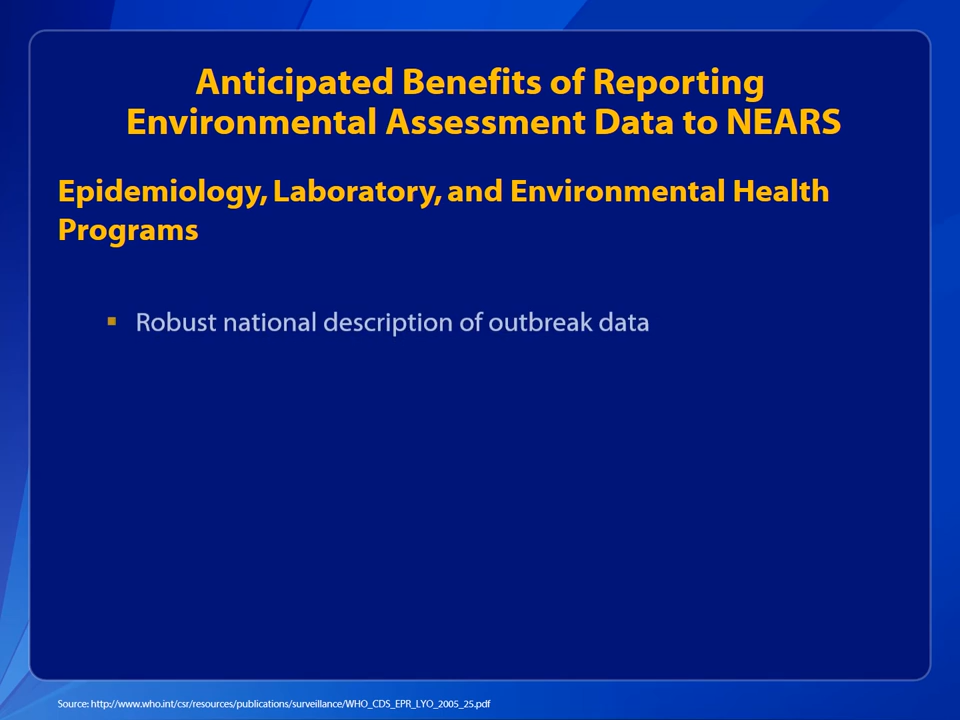 Anticipated Benefits of Reporting
Environmental Assessment Data to NEARS
Epidemiology, Laboratory, and Environmental Health
Programs
▪ Robust national description of outbreak data
Source: http://www.who.int/csr/resources/publications/surveillance/WHO_CDS_EPR_LYO_2005_25.pdf